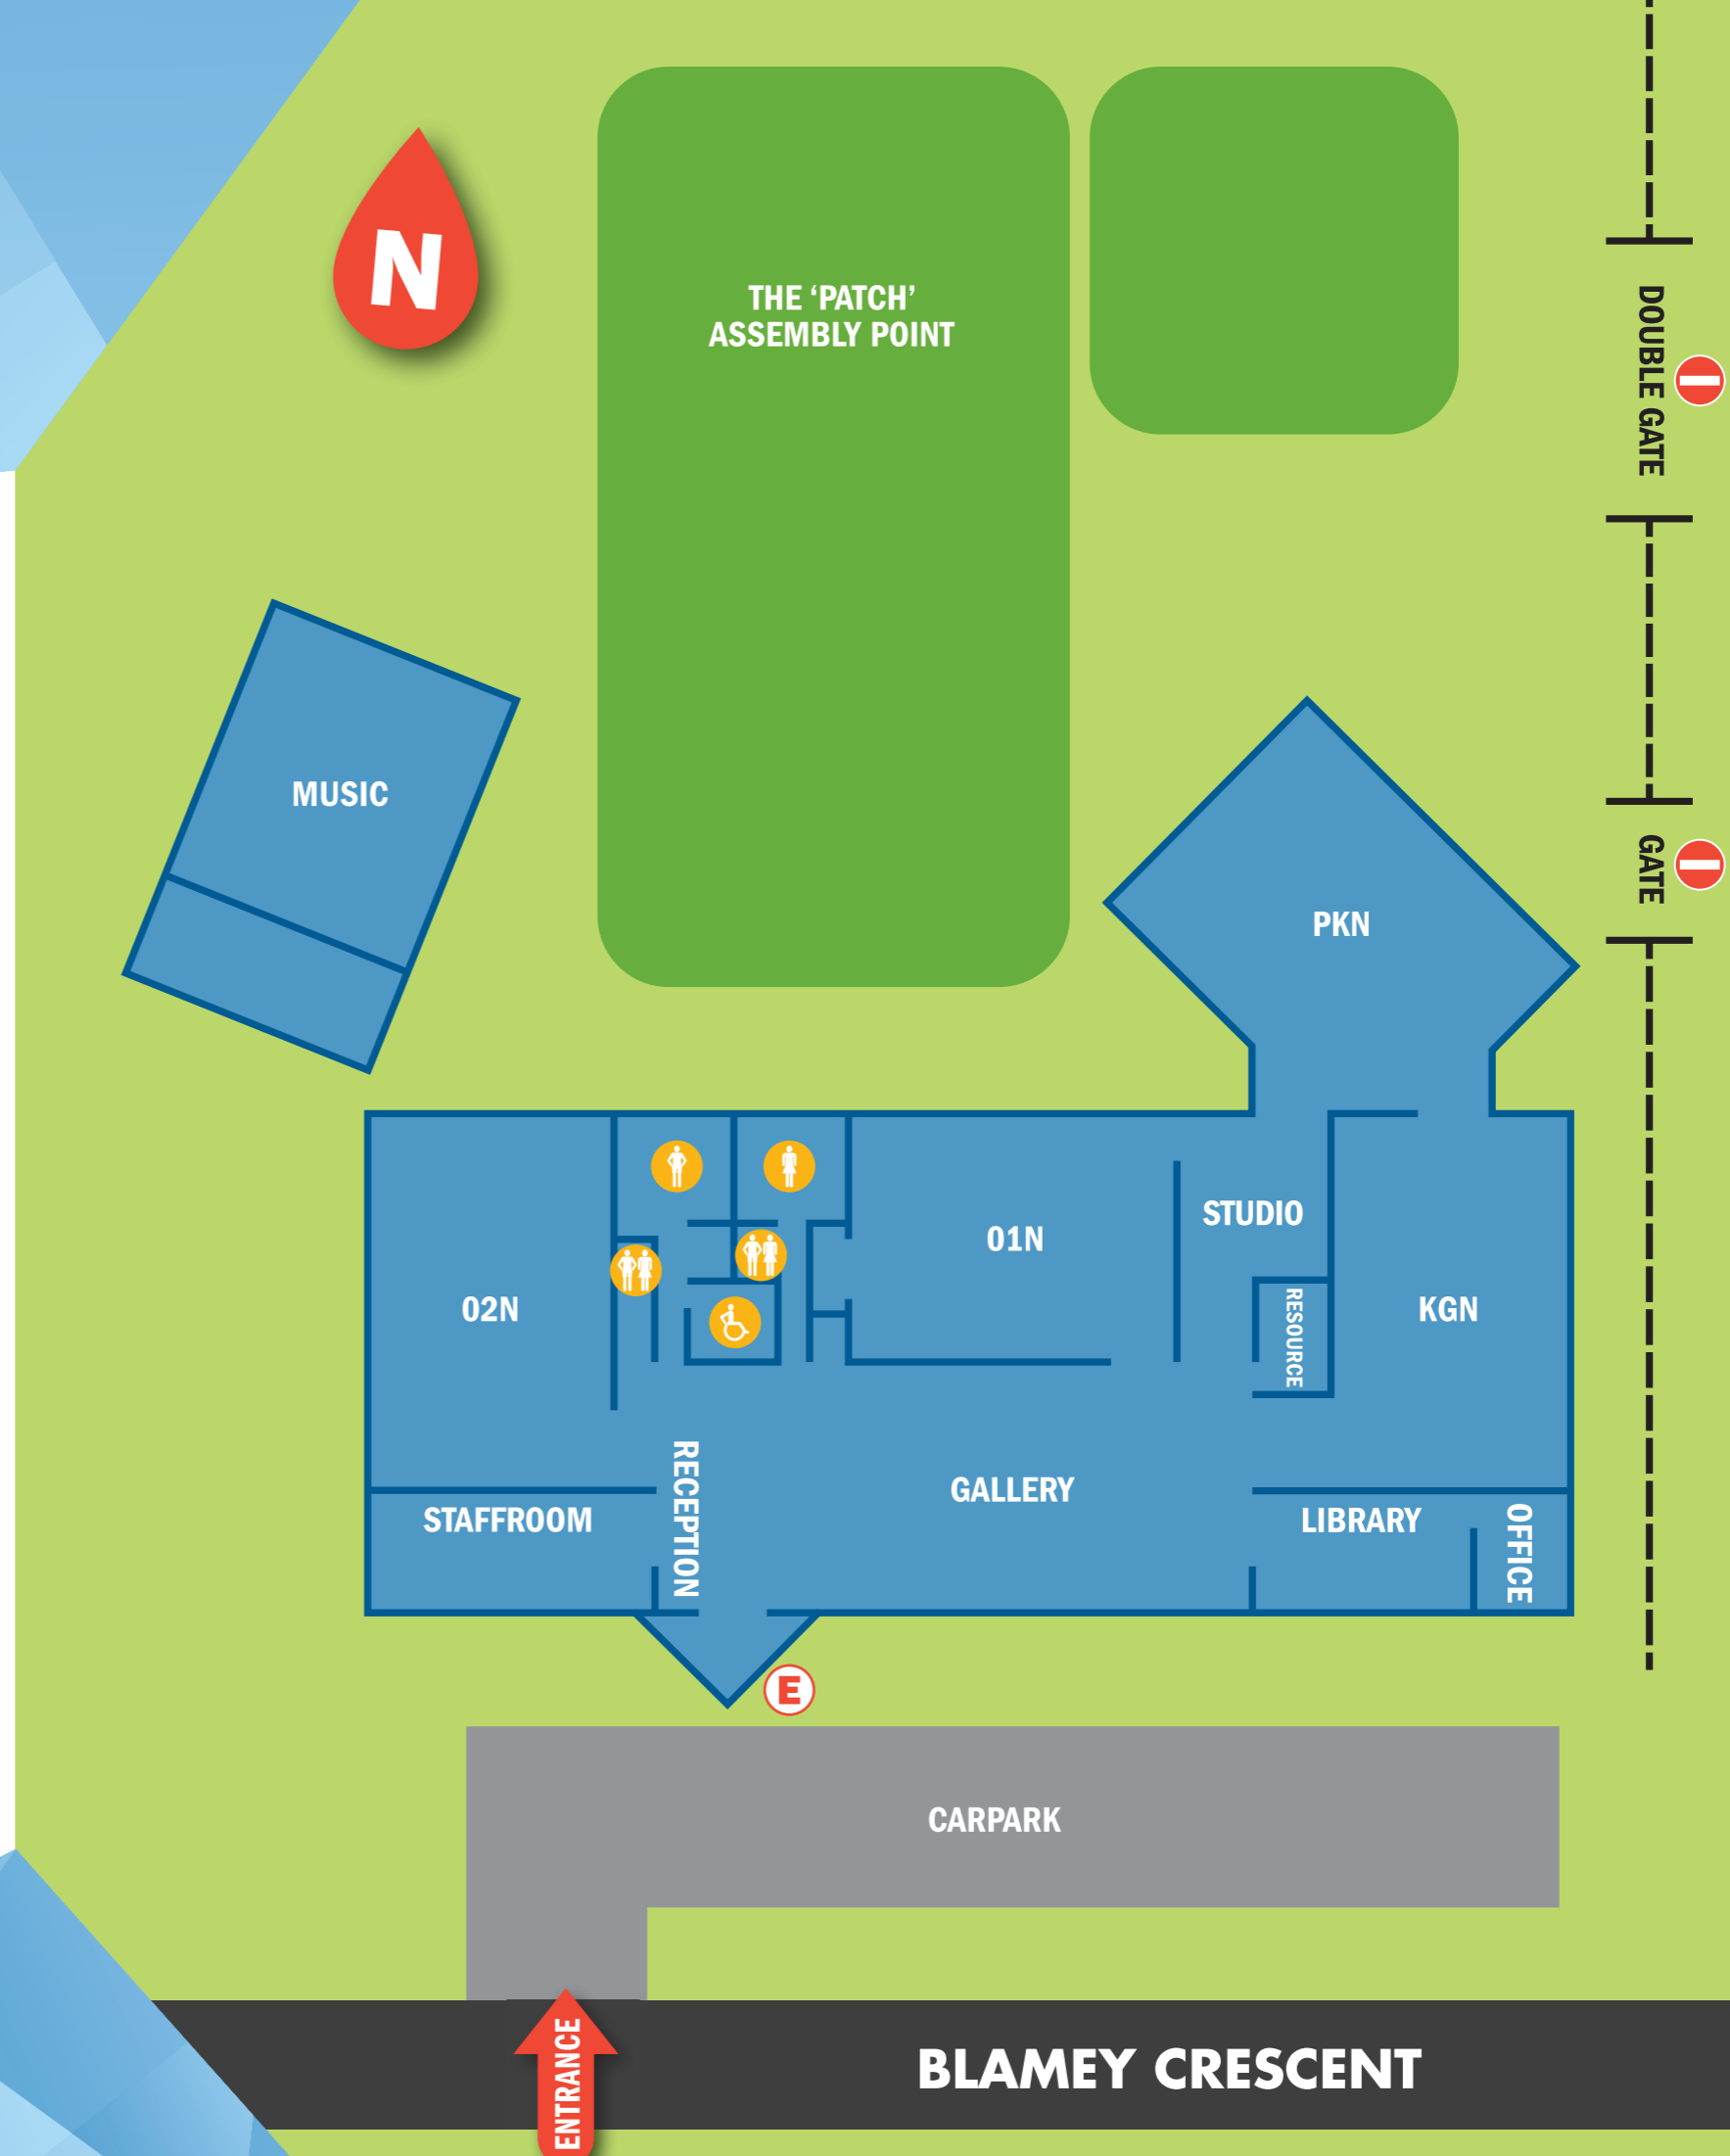 N
THE ‘PATCH’
ASSEMBLY POINT
DOUBLE GATE
MUSIC
GATE
PKN
STUDIO
01N
02N
RESOURCE
KGN
RECEPTION
GALLERY
STAFFROOM
LIBRARY
OFFICE
E
CARPARK
ENTRANCE
BLAMEY CRESCENT